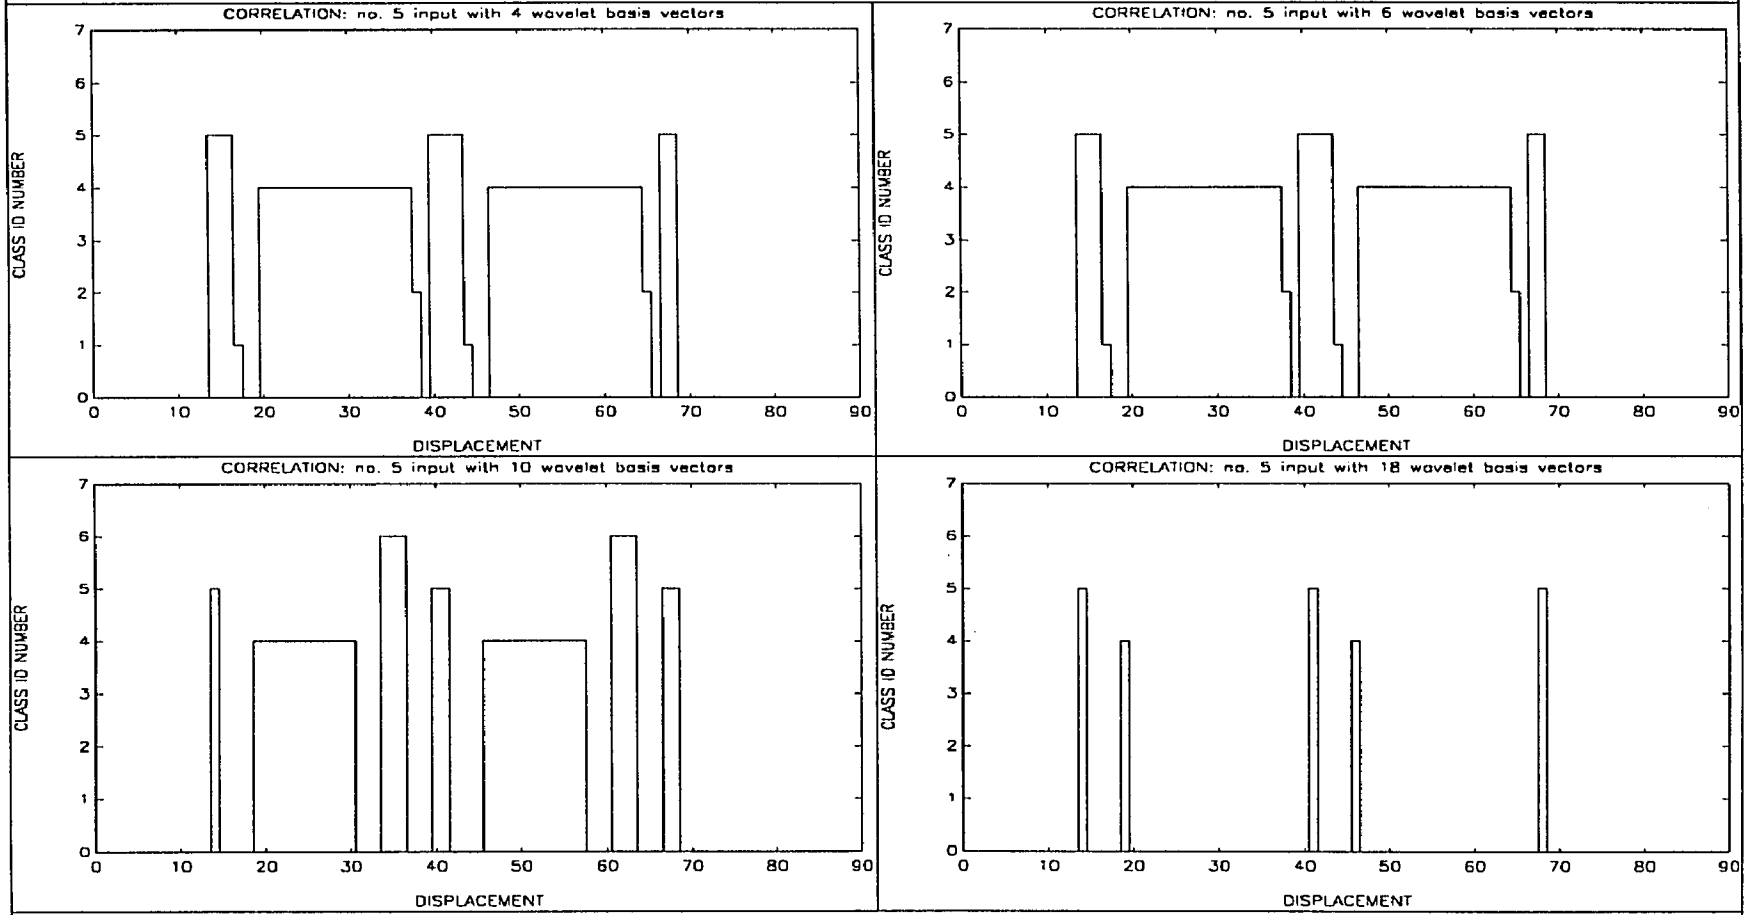 CORRELATION: no. 5 input with 4 wavelet basis vectors
7
6
5
4
3
2
1
0
CLASS ID NUMBER
0 10 20 30 40 50 60 70 80 90
DISPLACEMENT
CORRELATION: no. 5 input with 6 wavelet basis vectors
7
6
5
4
3
2
1
0
CLASS ID NUMBER
0 10 20 30 40 50 60 70 80 90
DISPLACEMENT
CORRELATION: no. 5 input with 10 wavelet basis vectors
7
6
5
4
3
2
1
0
CLASS ID NUMBER
0 10 20 30 40 50 60 70 80 90
DISPLACEMENT
CORRELATION: no. 5 input with 18 wavelet basis vectors
7
6
5
4
3
2
1
0
CLASS ID NUMBER
0 10 20 30 40 50 60 70 80 90
DISPLACEMENT